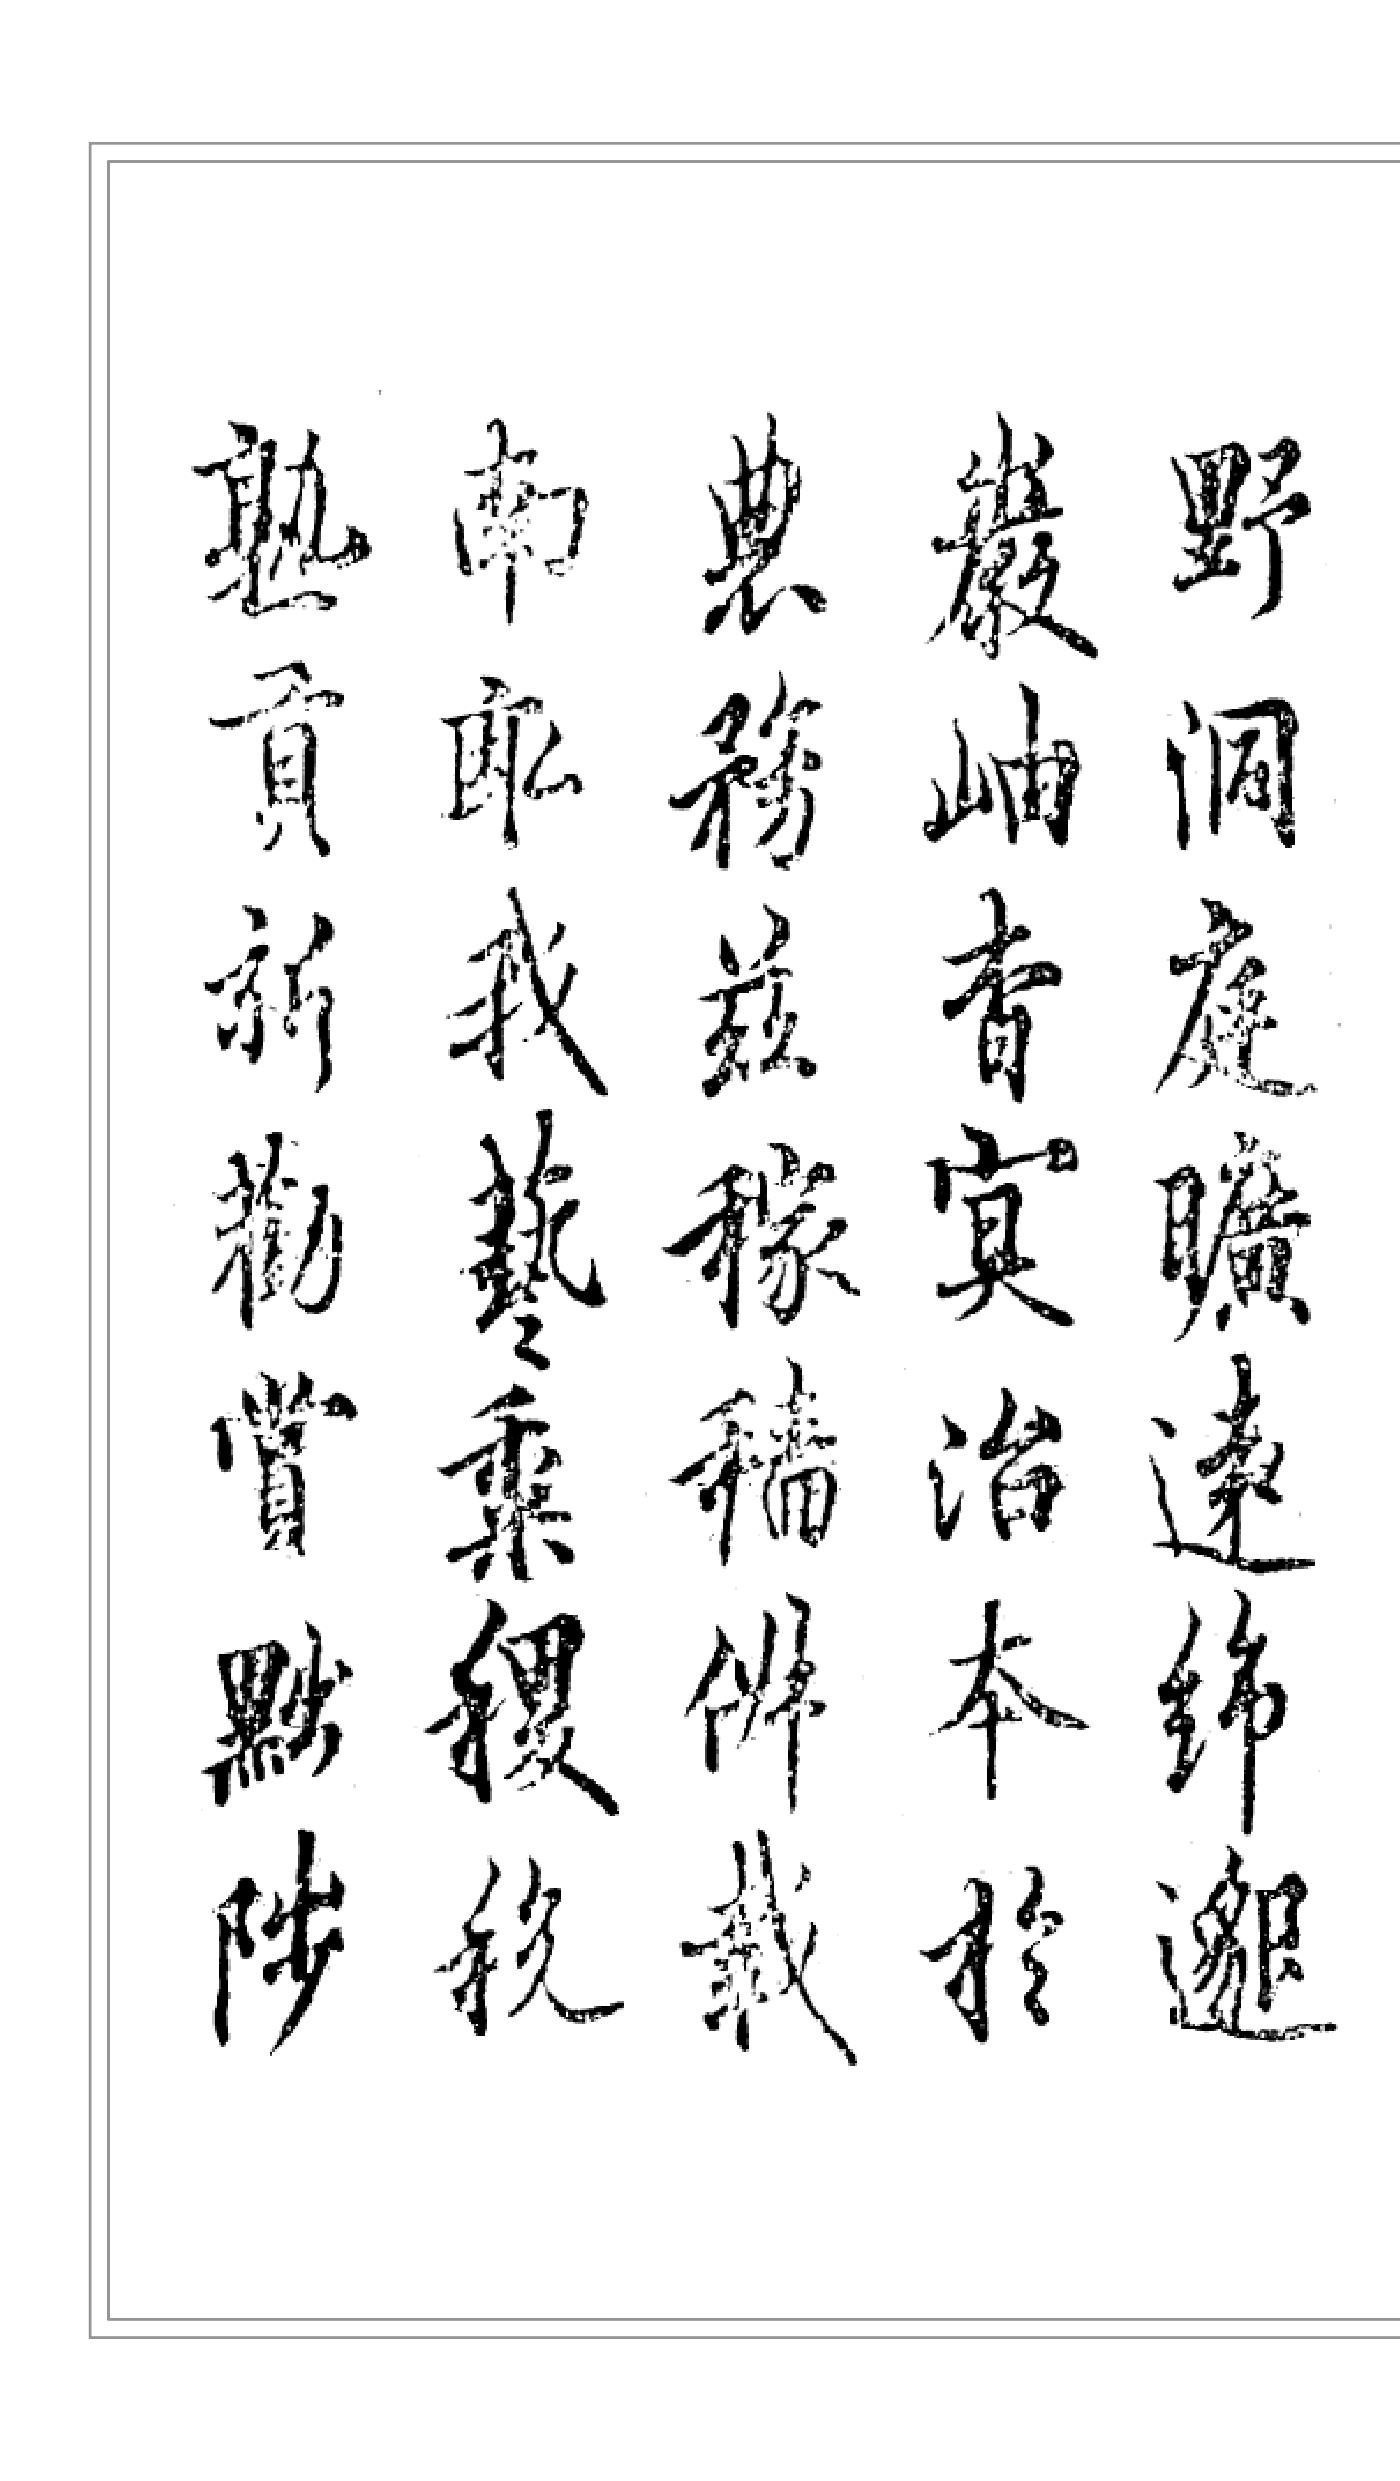 野洞庭曠遠綿邈
巖岫杳冥治本於
農務茲稼穡俶載
南畝我藝黍稷稅
熟貢新勸賞黜陟